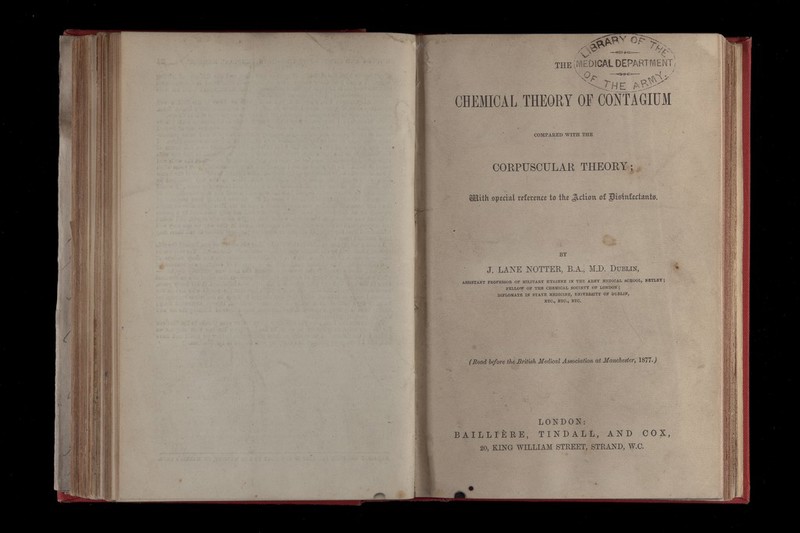 LIBRARY OF THE
MEDICAL DEPARTMENT
OF THE ARMY
THE
CHEMICAL THEORY OF CONTAGIUM
COMPARED WITH THE
CORPUSCULAR THEORY;
With special reference to the Action of Disinfectants.
BY
J. LANE NOTTER, B.A., M.D. DUBLIN,
ASSISTANT PROFESSOR OF MILITARY HYGIENE IN THE ARMY MEDICAL SCHOOL, NETLEY;
FELLOW OF THE CHEMICAL SOCIETY OF LONDON;
DIPLOMATE IN STATE MEDICINE, UNIVERSITY OF DUBLIN,
ETC., ETC., ETC.
(Read before the British Medical Association at Manchester, 1877.)
LONDON:
BAILLIÈRE, TINDALL, AND COX,
20, KING WILLIAM STREET, STRAND, W.C.